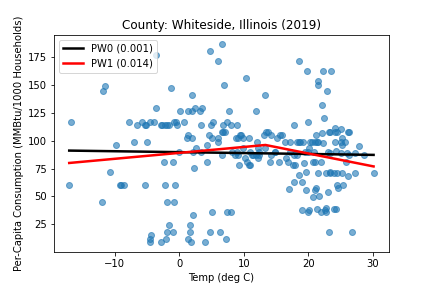 County: Whiteside, Illinois (2019)
PW0 (0.001)
PW1 (0.014)
Per-Capita Consumption (MMBtu/1000 Households)
175
150
125
100
75
50
25
−10 0 10 20 30
Temp (deg C)